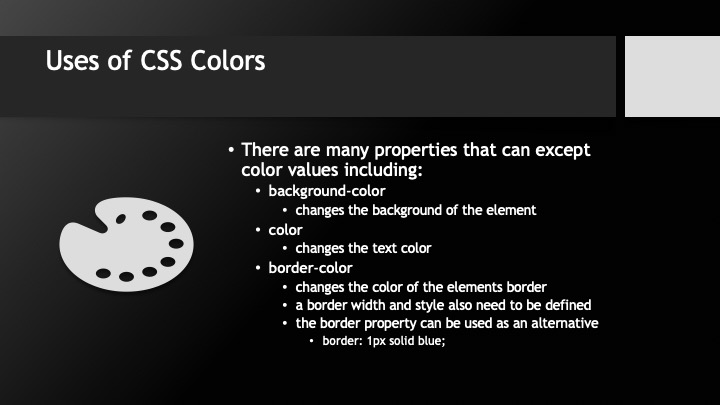 Uses of CSS Colors
• There are many properties that can except
color values including:
• background-color
• changes the background of the element
• color
• changes the text color
• border-color
• changes the color of the elements border
• a border width and style also need to be defined
• the border property can be used as an alternative
• border: 1px solid blue;